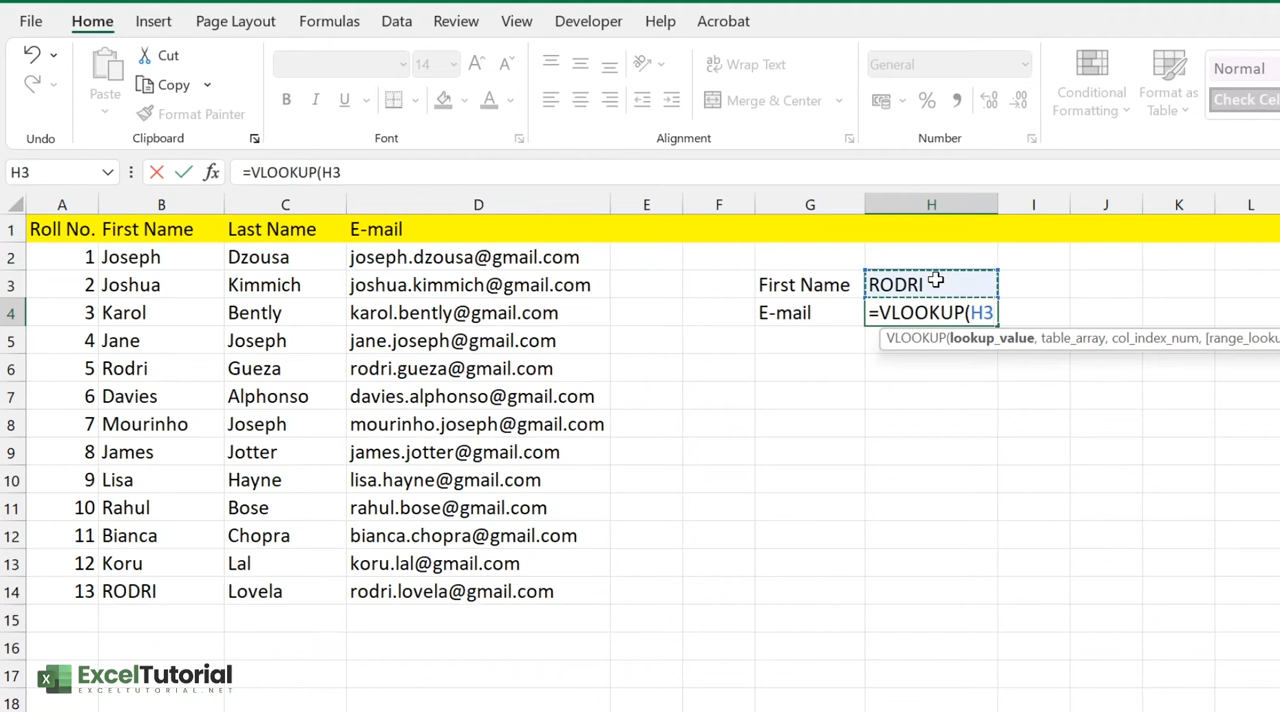 File Home Insert Page Layout Formulas Data Review View Developer Help Acrobat
Cut
14 A^ A˅
Wrap Text
General
Normal
Paste
Copy
B I U
A
Merge & Center
%
Conditional Formatting
Format as Table
Format Painter
Undo Clipboard Font Alignment Number
H3 fx =VLOOKUP(H3
A B C D E F G H I J K L
1 Roll No. First Name Last Name E-mail
2 1 Joseph Dzousa joseph.dzousa@gmail.com
3 2 Joshua Kimmich joshua.kimmich@gmail.com First Name RODRI
4 3 Karol Bently karol.bently@gmail.com E-mail =VLOOKUP(H3
VLOOKUP(lookup_value, table_array, col_index_num, [range_looku
5 4 Jane Joseph jane.joseph@gmail.com
6 5 Rodri Gueza rodri.gueza@gmail.com
7 6 Davies Alphonso davies.alphonso@gmail.com
8 7 Mourinho Joseph mourinho.joseph@gmail.com
9 8 James Jotter james.jotter@gmail.com
10 9 Lisa Hayne lisa.hayne@gmail.com
11 10 Rahul Bose rahul.bose@gmail.com
12 11 Bianca Chopra bianca.chopra@gmail.com
13 12 Koru Lal koru.lal@gmail.com
14 13 RODRI Lovela rodri.lovela@gmail.com
15
16
17
18
X ExcelTutorial
EXCELTUTORIAL.NET